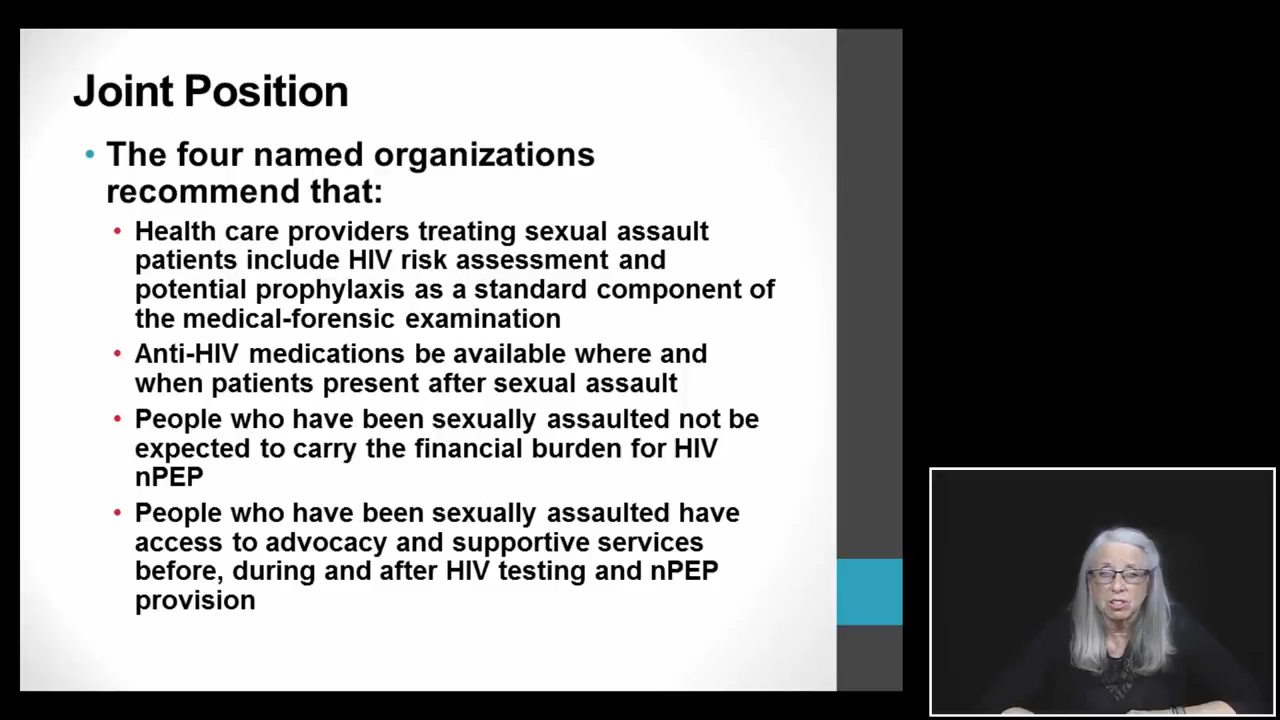 Joint Position
• The four named organizations
recommend that:
• Health care providers treating sexual assault
patients include HIV risk assessment and
potential prophylaxis as a standard component of
the medical-forensic examination
• Anti-HIV medications be available where and
when patients present after sexual assault
• People who have been sexually assaulted not be
expected to carry the financial burden for HIV
nPEP
• People who have been sexually assaulted have
access to advocacy and supportive services
before, during and after HIV testing and nPEP
provision